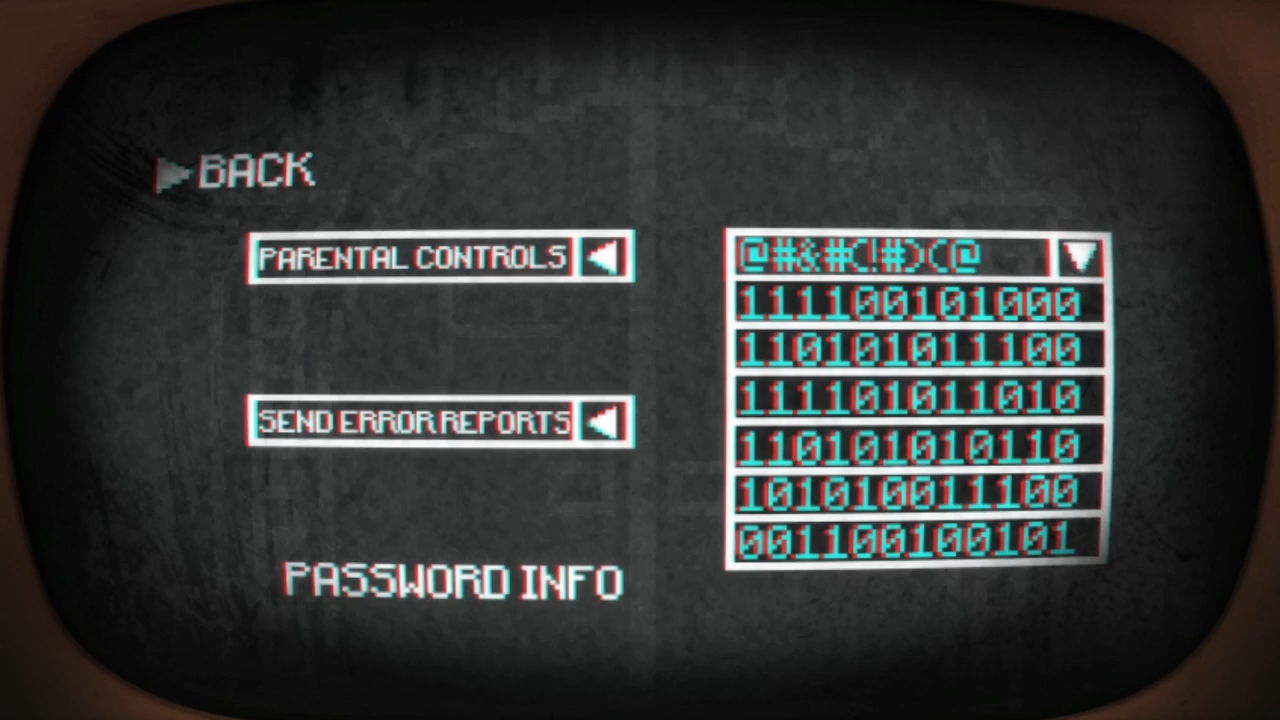 BACK
PARENTAL CONTROLS
SEND ERROR REPORTS
PASSWORD INFO
@#&#(!#)(@
111100101000
110101011100
111101011010
110101010110
101010011100
001100100101